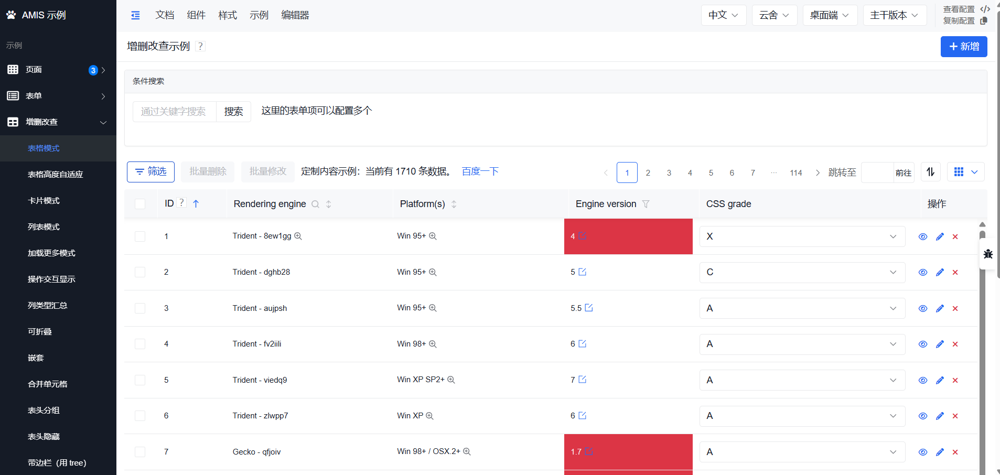 AMIS 示例
文档 组件 样式 示例 编辑器
中文 云舍 桌面端 主干版本
查看配置
复制配置
示例
页面 3
表单
增删改查
表格模式
表格高度自适应
卡片模式
列表模式
加载更多模式
操作交互显示
列类型汇总
可折叠
嵌套
合并单元格
表头分组
表头隐藏
带边栏（用 tree）
增删改查示例 ?
新增
条件搜索
通过关键字搜索 搜索 这里的表单项可以配置多个
筛选 批量删除 批量修改 定制内容示例：当前有 1710 条数据。 百度一下
1 2 3 4 5 6 7 ··· 114 跳转至 前往
ID ? Rendering engine Platform(s) Engine version CSS grade 操作
1 Trident - 8ew1gg Win 95+ 4 X
2 Trident - dghb28 Win 95+ 5 C
3 Trident - aujpsh Win 95+ 5.5 A
4 Trident - fv2iili Win 98+ 6 A
5 Trident - viedq9 Win XP SP2+ 7 A
6 Trident - zlwpp7 Win XP 6 A
7 Gecko - qfjoiv Win 98+ / OSX.2+ 1.7 A